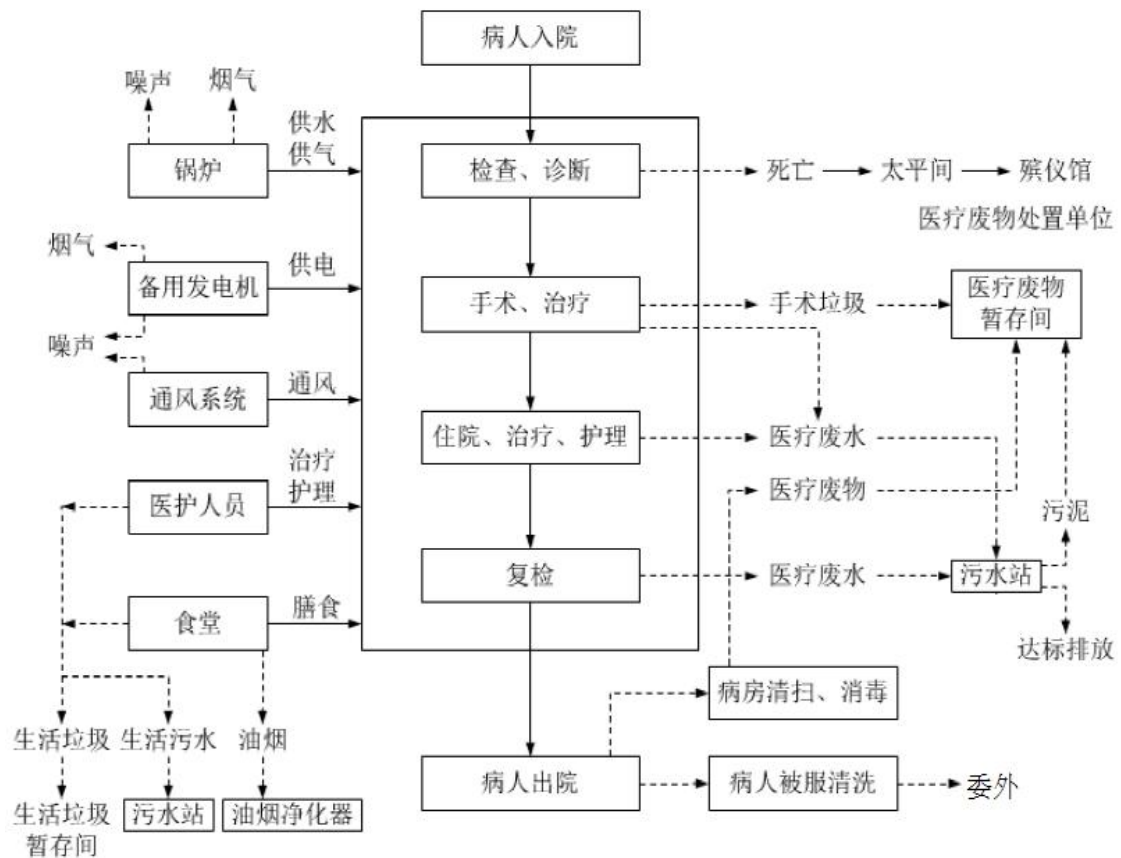 病人入院
噪声
烟气
供水
供气
锅炉
检查、诊断
死亡
太平间
殡仪馆
医疗废物处置单位
烟气
备用发电机
供电
手术、治疗
手术垃圾
医疗废物
暂存间
噪声
通风系统
通风
住院、治疗、护理
医疗废水
治疗
护理
医护人员
医疗废物
污泥
复检
医疗废水
污水站
食堂
膳食
达标排放
病房清扫、消毒
生活垃圾
生活污水
油烟
病人出院
病人被服清洗
委外
生活垃圾
暂存间
污水站
油烟净化器